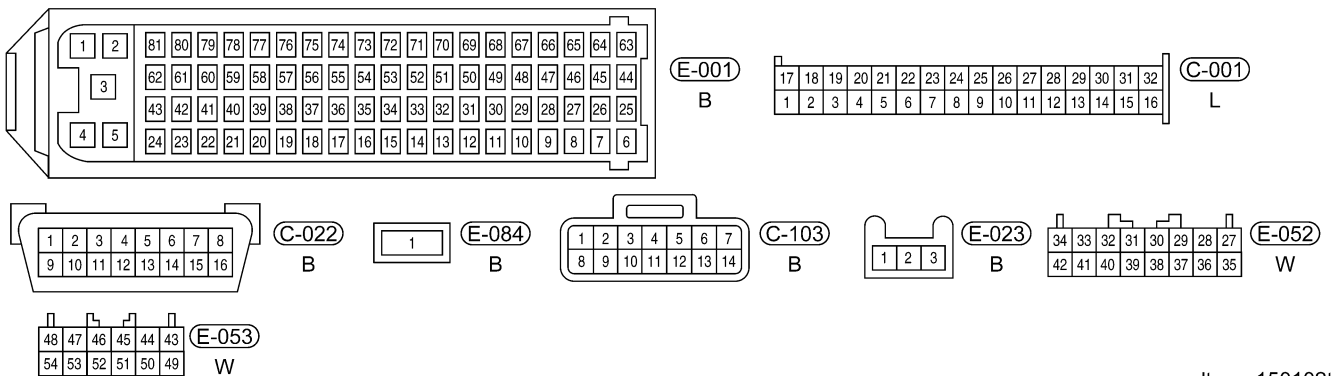 1 2 81 80 79 78 77 76 75 74 73 72 71 70 69 68 67 66 65 64 63
3 62 61 60 59 58 57 56 55 54 53 52 51 50 49 48 47 46 45 44
43 42 41 40 39 38 37 36 35 34 33 32 31 30 29 28 27 26 25
4 5 24 23 22 21 20 19 18 17 16 15 14 13 12 11 10 9 8 7 6
E-001
B
17 18 19 20 21 22 23 24 25 26 27 28 29 30 31 32
1 2 3 4 5 6 7 8 9 10 11 12 13 14 15 16
C-001
L
1 2 3 4 5 6 7 8
9 10 11 12 13 14 15 16
C-022
B
1
E-084
B
1 2 3 4 5 6 7
8 9 10 11 12 13 14
C-103
B
1 2 3
E-023
B
34 33 32 31 30 29 28 27
42 41 40 39 38 37 36 35
E-052
W
48 47 46 45 44 43
54 53 52 51 50 49
E-053
W